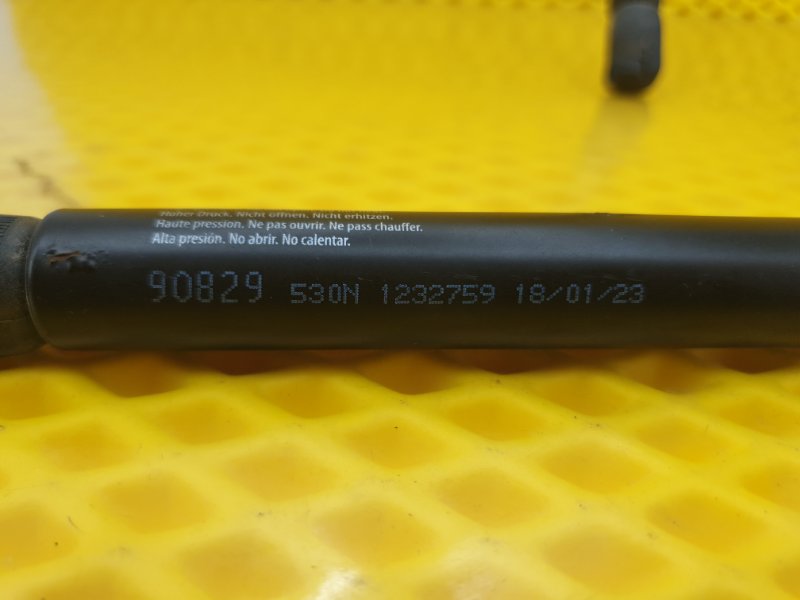 Hoher Druck. Nicht öffnen. Nicht erhitzen.
Haute pression. Ne pas ouvrir. Ne pass chauffer.
Alta presión. No abrir. No calentar.
90829 530N 1232759 18/01/23